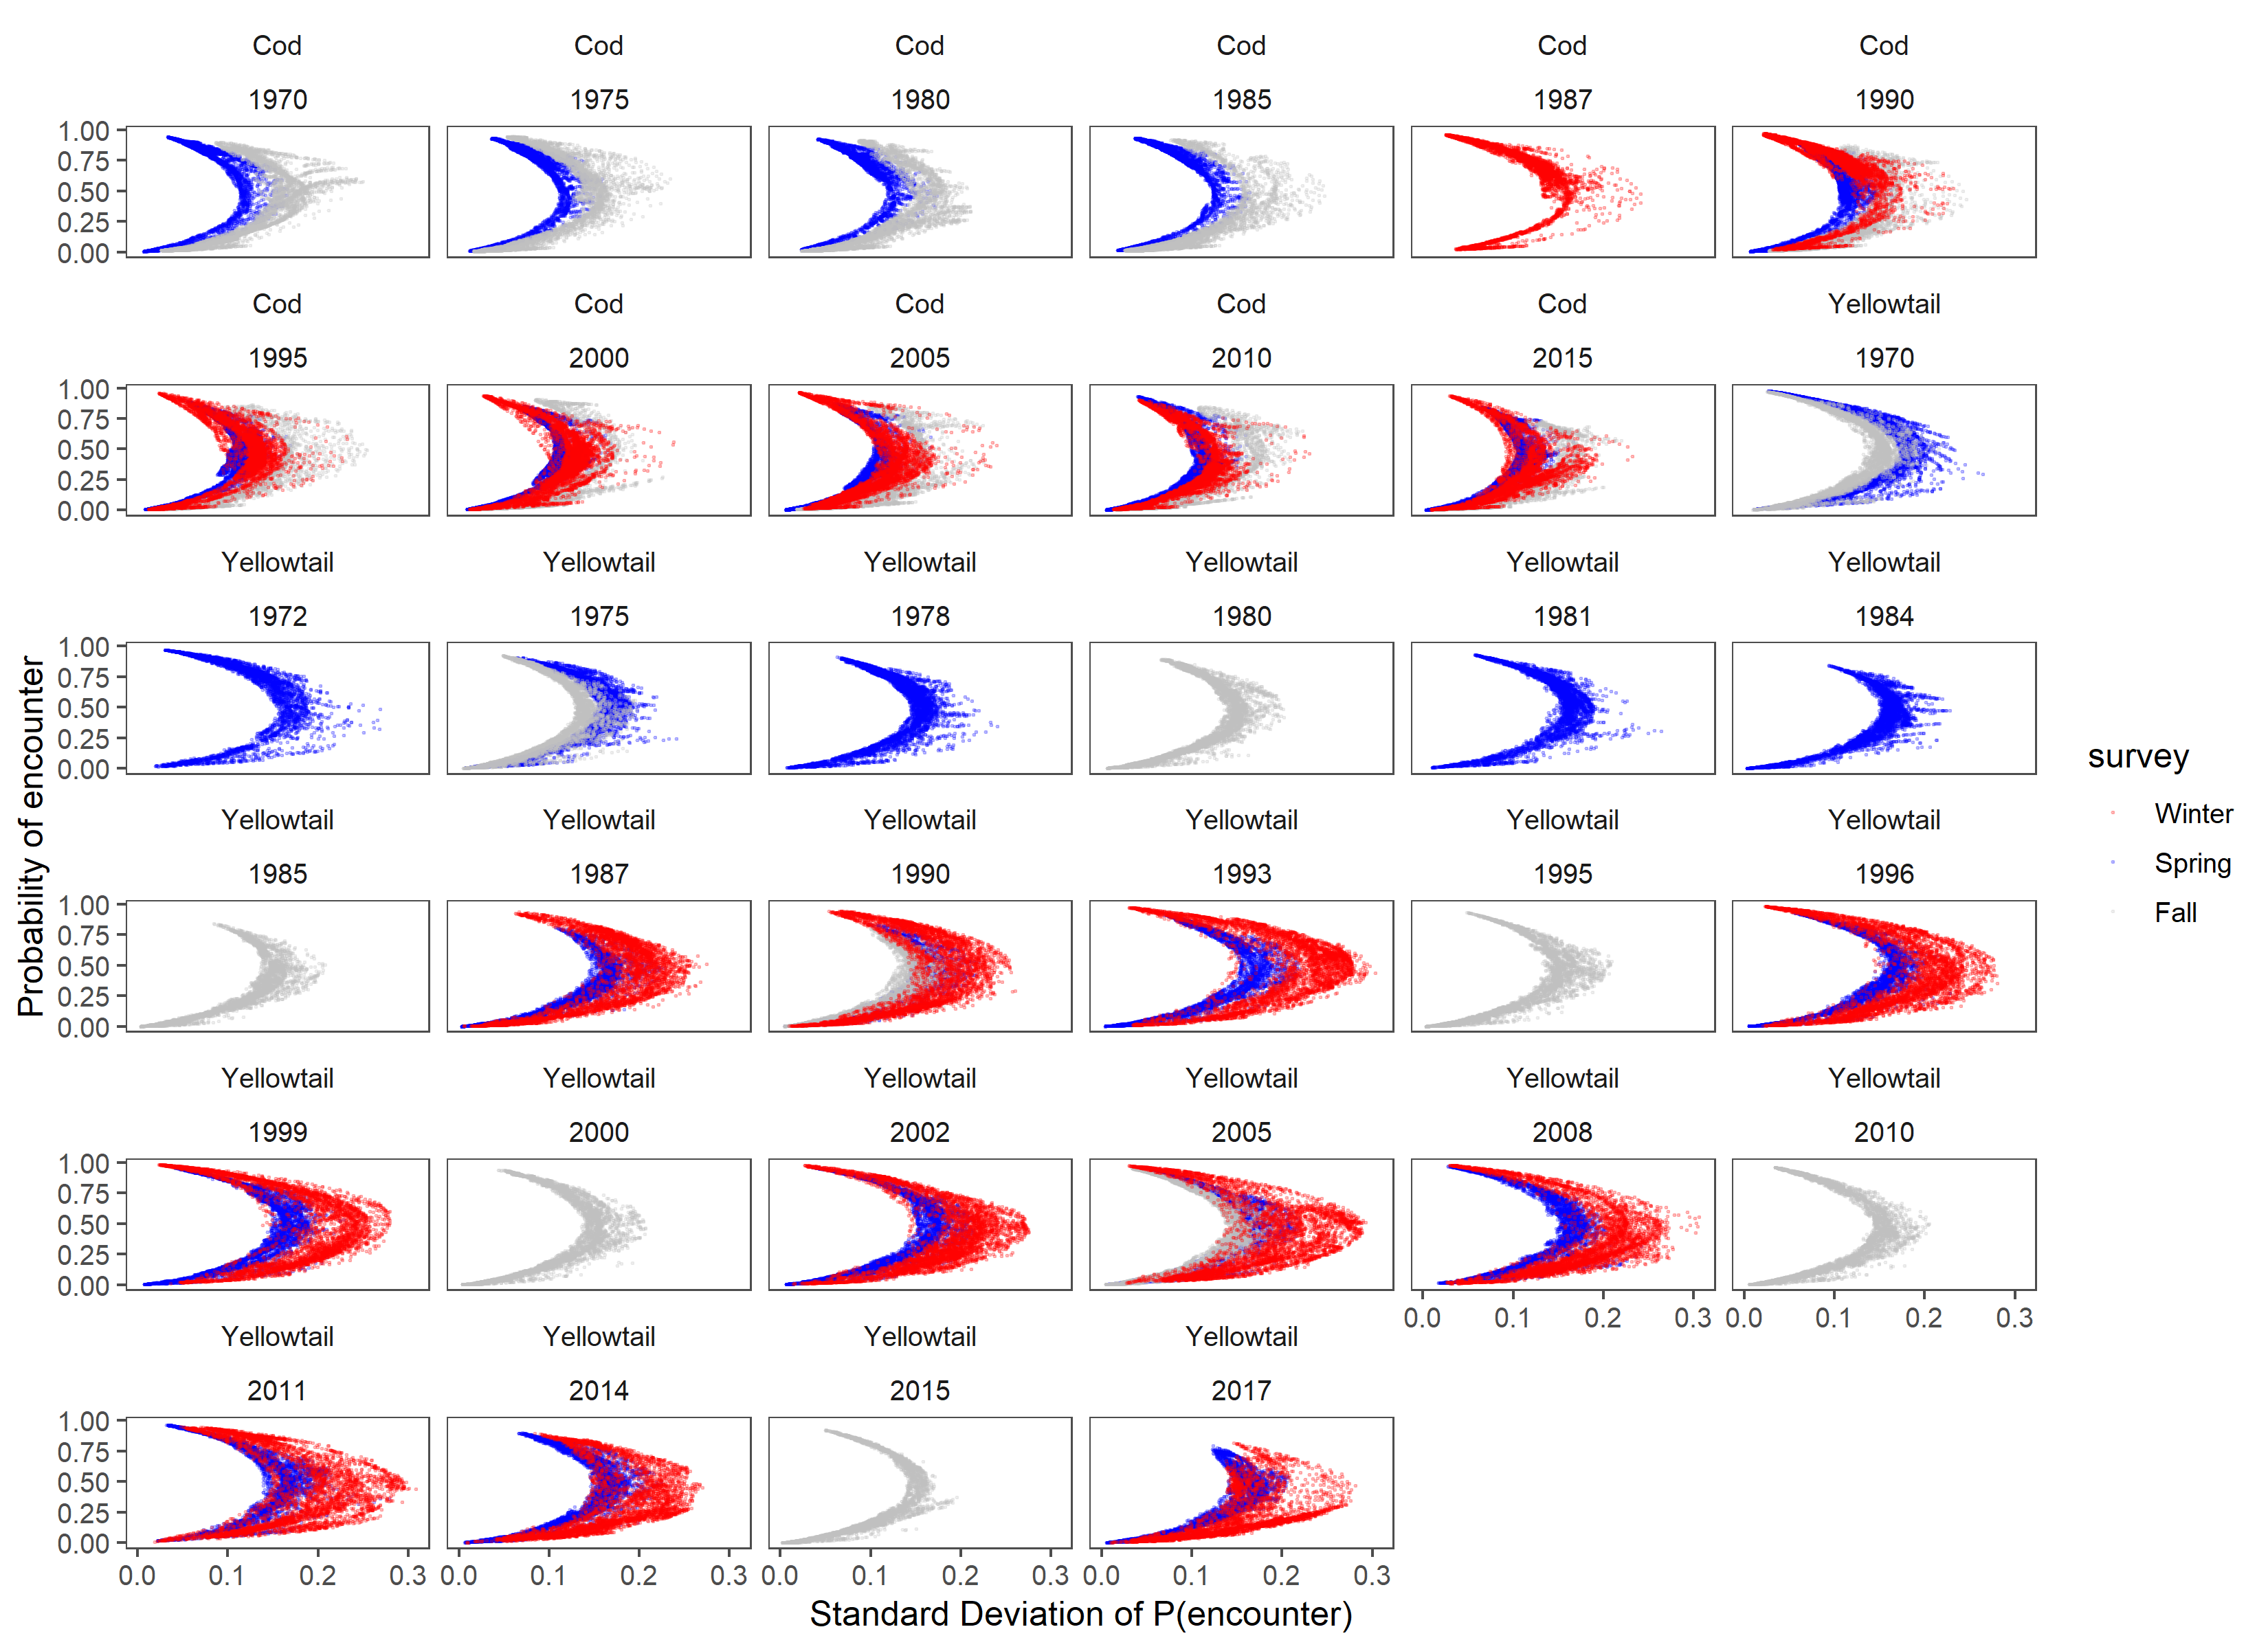 Cod Cod Cod Cod Cod Cod
1970 1975 1980 1985 1987 1990
1.00
0.75
0.50
0.25
0.00
Cod Cod Cod Cod Cod Yellowtail
1995 2000 2005 2010 2015 1970
1.00
0.75
0.50
0.25
0.00
Yellowtail Yellowtail Yellowtail Yellowtail Yellowtail Yellowtail
1972 1975 1978 1980 1981 1984
1.00
0.75
0.50
0.25
0.00
Yellowtail Yellowtail Yellowtail Yellowtail Yellowtail Yellowtail
1985 1987 1990 1993 1995 1996
1.00
0.75
0.50
0.25
0.00
Yellowtail Yellowtail Yellowtail Yellowtail Yellowtail Yellowtail
1999 2000 2002 2005 2008 2010
1.00
0.75
0.50
0.25
0.00
0.0 0.1 0.2 0.3 0.0 0.1 0.2 0.3
Yellowtail Yellowtail Yellowtail Yellowtail
2011 2014 2015 2017
1.00
0.75
0.50
0.25
0.00
0.0 0.1 0.2 0.3 0.0 0.1 0.2 0.3 0.0 0.1 0.2 0.3 0.0 0.1 0.2 0.3
Standard Deviation of P(encounter)
Probability of encounter
survey
Winter
Spring
Fall